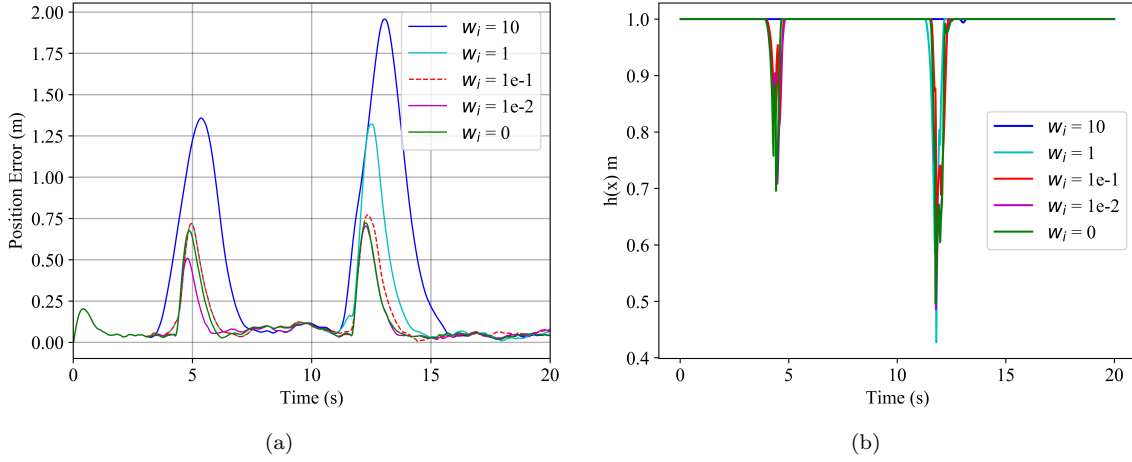 2.00
1.75
1.50
1.25
1.00
0.75
0.50
0.25
0.00
Position Error (m)
0
5
10
15
20
Time (s)
w_i = 10
w_i = 1
w_i = 1e-1
w_i = 1e-2
w_i = 0
(a)
1.0
0.9
0.8
0.7
0.6
0.5
0.4
h(x) m
0
5
10
15
20
Time (s)
w_i = 10
w_i = 1
w_i = 1e-1
w_i = 1e-2
w_i = 0
(b)